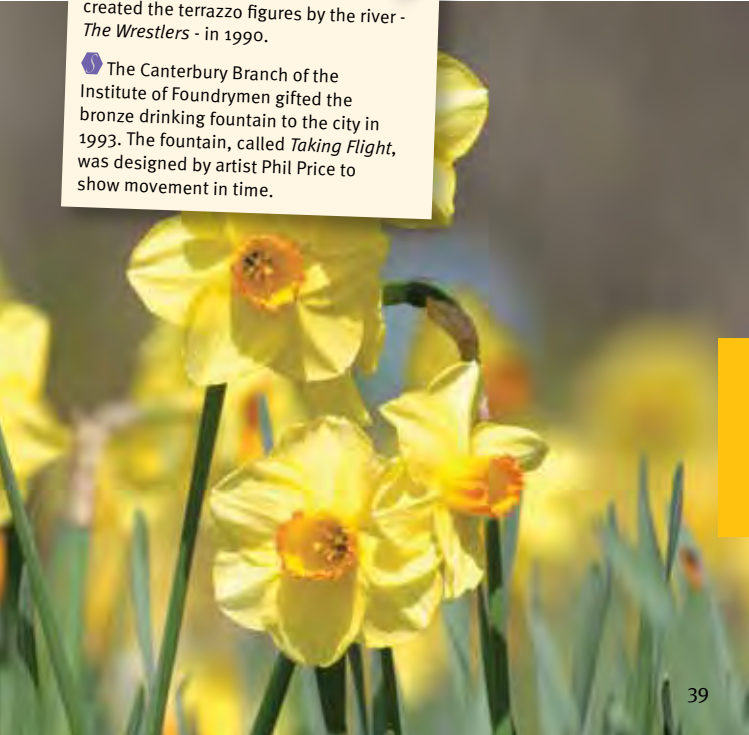 created the terrazzo figures by the river -
The Wrestlers - in 1990.
S The Canterbury Branch of the
Institute of Foundrymen gifted the
bronze drinking fountain to the city in
1993. The fountain, called Taking Flight,
was designed by artist Phil Price to
show movement in time.
39